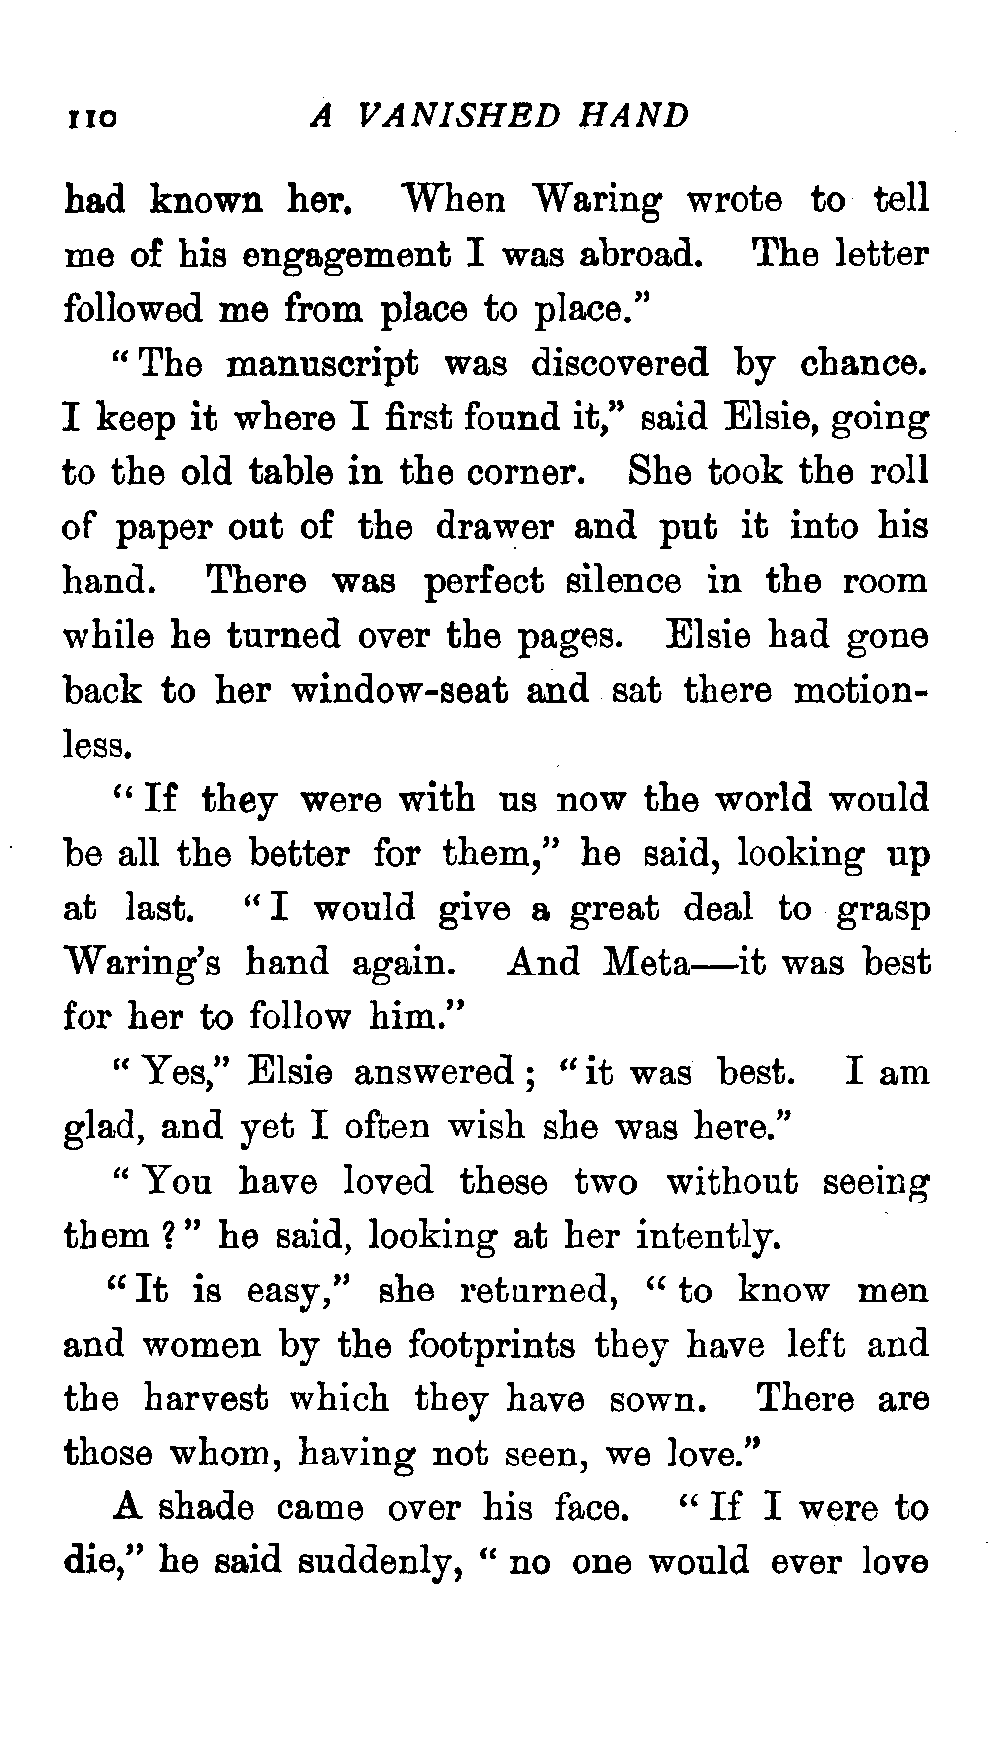 110 A VANISHED HAND
had known her. When Waring wrote to tell
me of his engagement I was abroad. The letter
followed me from place to place."
"The manuscript was discovered by chance.
I keep it where I first found it," said Elsie, going
to the old table in the corner. She took the roll
of paper out of the drawer and put it into his
hand. There was perfect silence in the room
while he turned over the pages. Elsie had gone
back to her window-seat and sat there motion-
less.
"If they were with us now the world would
be all the better for them," he said, looking up
at last. "I would give a great deal to grasp
Waring's hand again. And Meta—it was best
for her to follow him."
"Yes," Elsie answered; "it was best. I am
glad, and yet I often wish she was here."
"You have loved these two without seeing
them?" he said, looking at her intently.
"It is easy," she returned, "to know men
and women by the footprints they have left and
the harvest which they have sown. There are
those whom, having not seen, we love."
A shade came over his face. "If I were to
die," he said suddenly, "no one would ever love